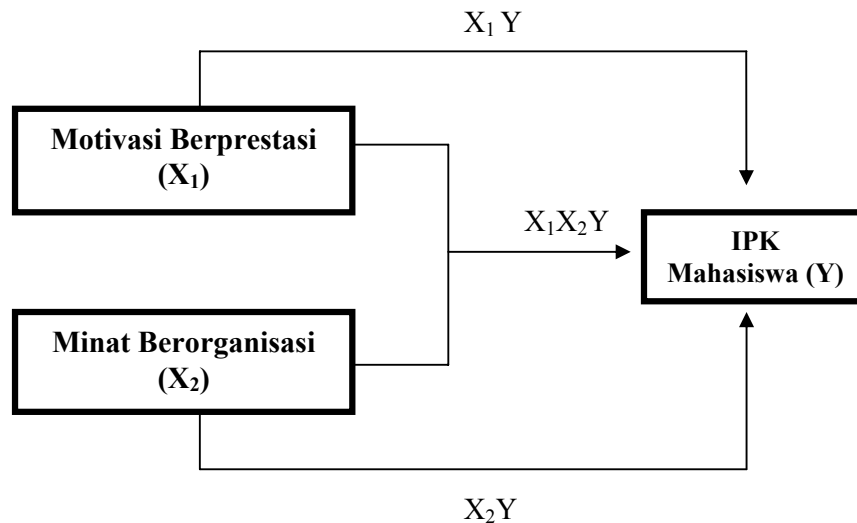 X₁ Y
Motivasi Berprestasi
(X₁)
X₁X₂Y
IPK
Mahasiswa (Y)
Minat Berorganisasi
(X₂)
X₂Y